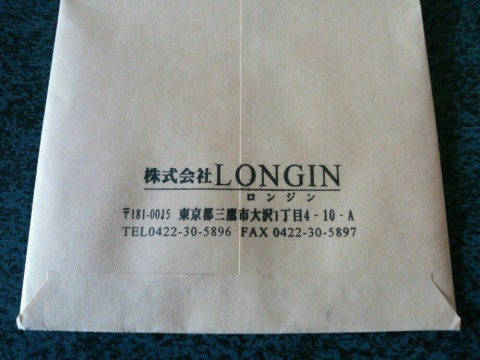 株式会社LONGIN
ロンジン
〒181-0015 東京都三鷹市大沢1丁目4-10-A
TEL0422-30-5896 FAX 0422-30-5897